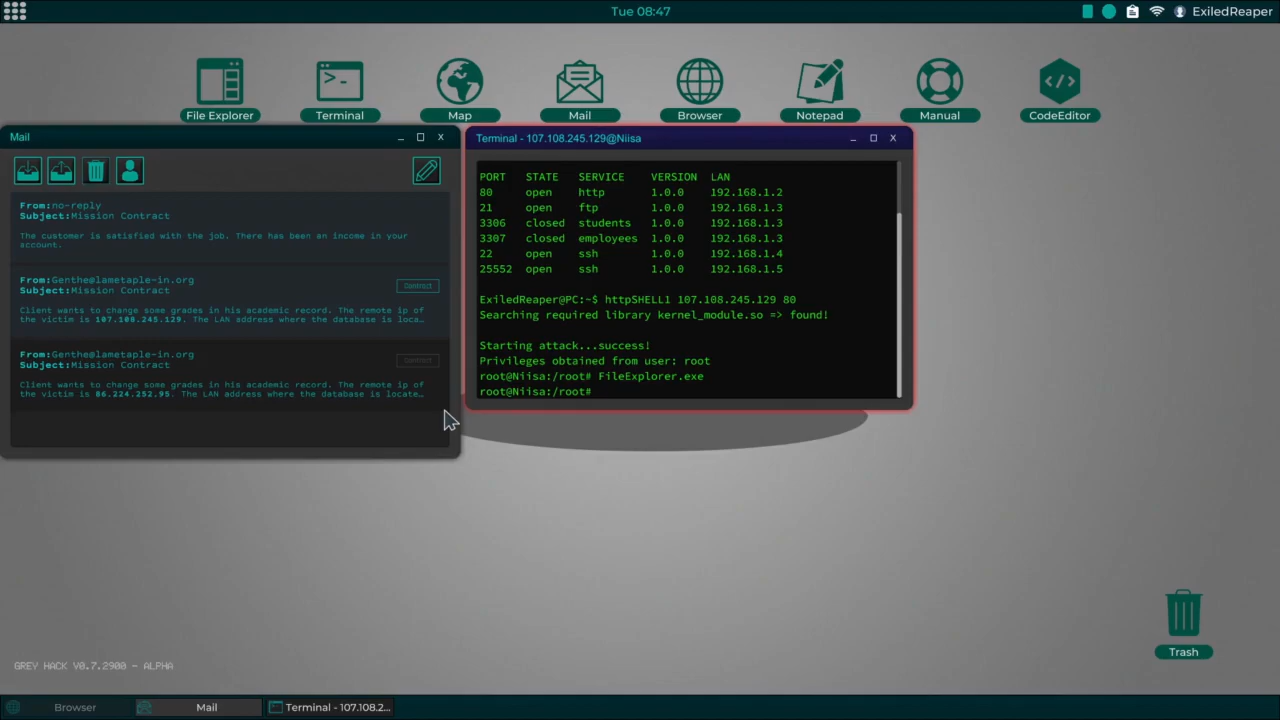 Tue 08:47
ExiledReaper
File Explorer
Terminal
Map
Mail
Browser
Notepad
Manual
CodeEditor
Mail
From:no-reply
Subject:Mission Contract
The customer is satisfied with the job. There has been an income in your
account.
From:Genthe@lametaple-in.org
Subject:Mission Contract
Contract
Client wants to change some grades in his academic record. The remote ip of
the victim is 107.108.245.129. The LAN address where the database is loca…
From:Genthe@lametaple-in.org
Subject:Mission Contract
Contract
Client wants to change some grades in his academic record. The remote ip of
the victim is 86.224.252.95. The LAN address where the database is locate…
Terminal - 107.108.245.129@Niisa
PORT STATE SERVICE VERSION LAN
80 open http 1.0.0 192.168.1.2
21 open ftp 1.0.0 192.168.1.3
3306 closed students 1.0.0 192.168.1.3
3307 closed employees 1.0.0 192.168.1.3
22 open ssh 1.0.0 192.168.1.4
25552 open ssh 1.0.0 192.168.1.5
ExiledReaper@PC:~$ httpSHELL1 107.108.245.129 80
Searching required library kernel_module.so => found!
Starting attack...success!
Privileges obtained from user: root
root@Niisa:/root# FileExplorer.exe
root@Niisa:/root#
Trash
GREY HACK V0.7.2900 - ALPHA
Browser
Mail
Terminal - 107.108.2...